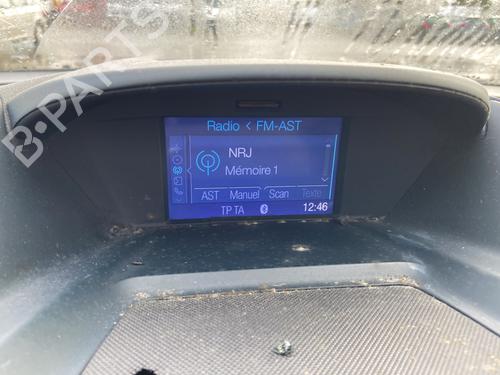 B-PARTS
Radio < FM-AST
NRJ
Mémoire 1
AST Manuel Scan Texte
TP TA 12:46